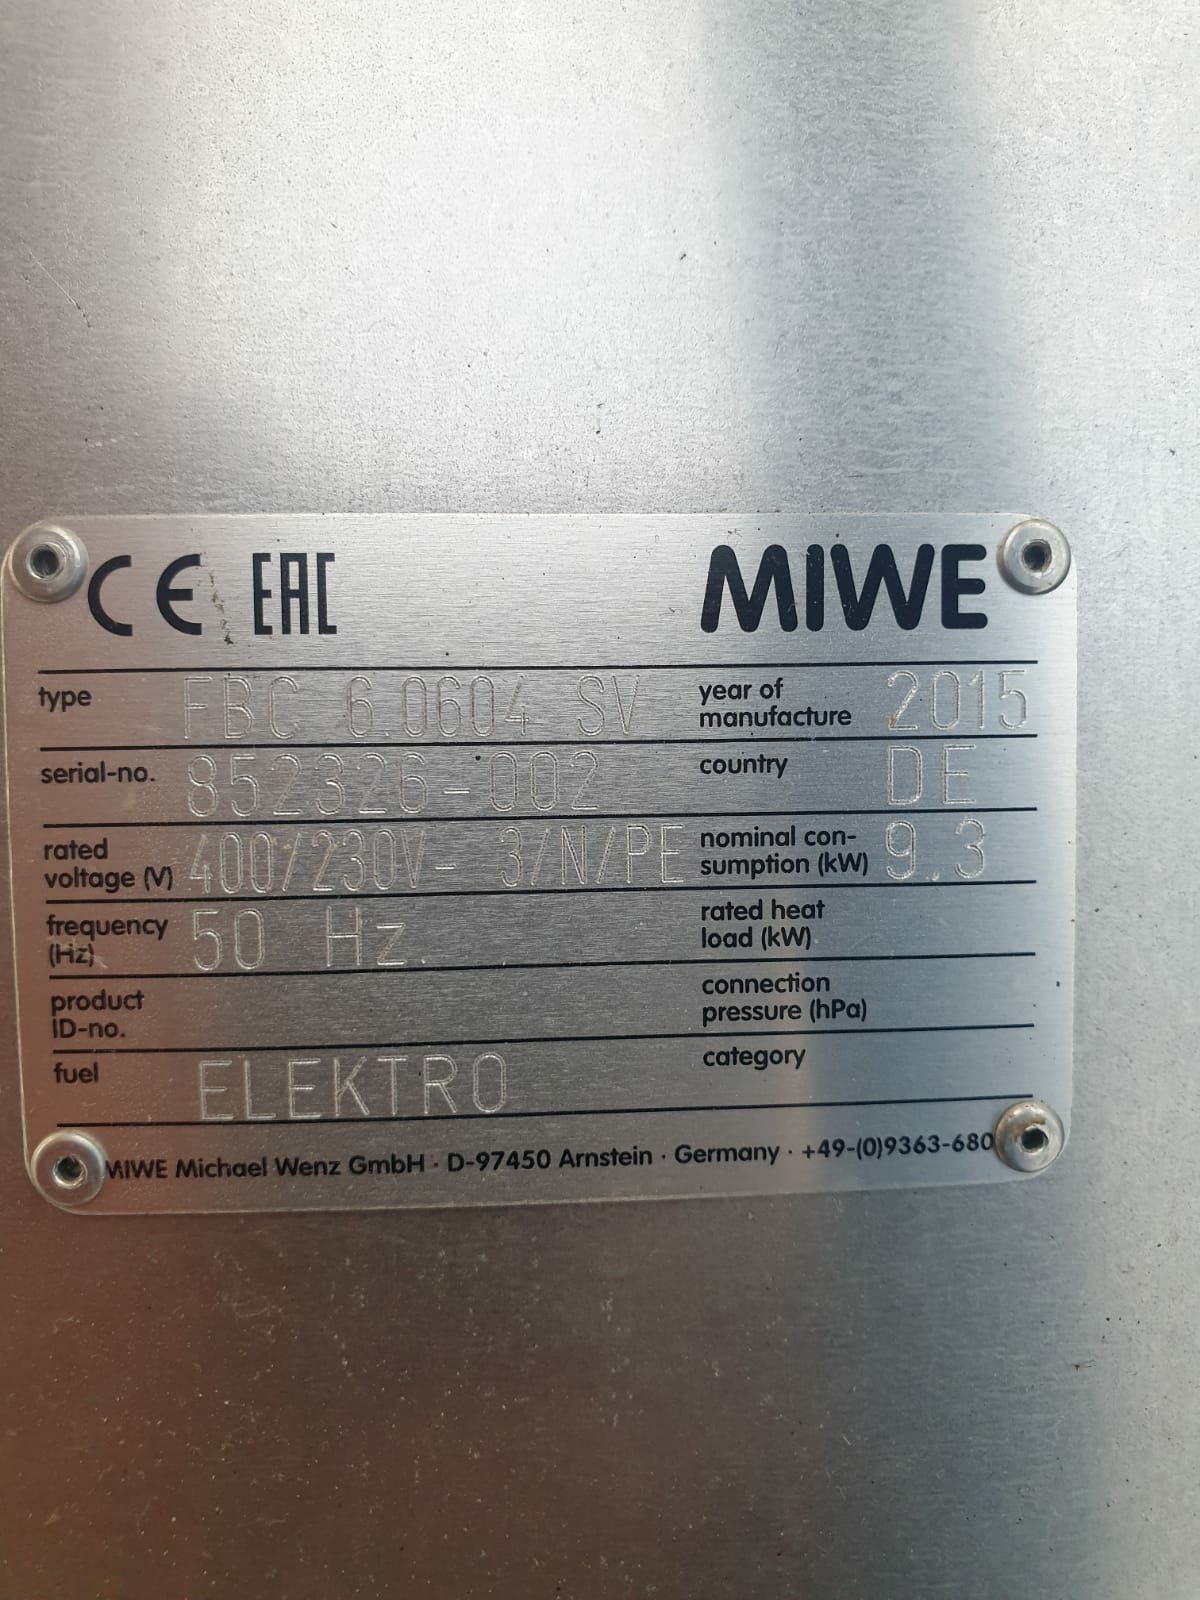 CE EAC MIWE
type FBC 6.0604 SV year of manufacture 2015
serial-no. 852326-002 country DE
rated voltage (V) 400/230V- 3/N/PE nominal con-sumption (kW) 9.3
frequency (Hz) 50 Hz. rated heat load (kW)
product ID-no. connection pressure (hPa)
fuel ELEKTRO category
MIWE Michael Wenz GmbH · D-97450 Arnstein · Germany · +49-(0)9363-680